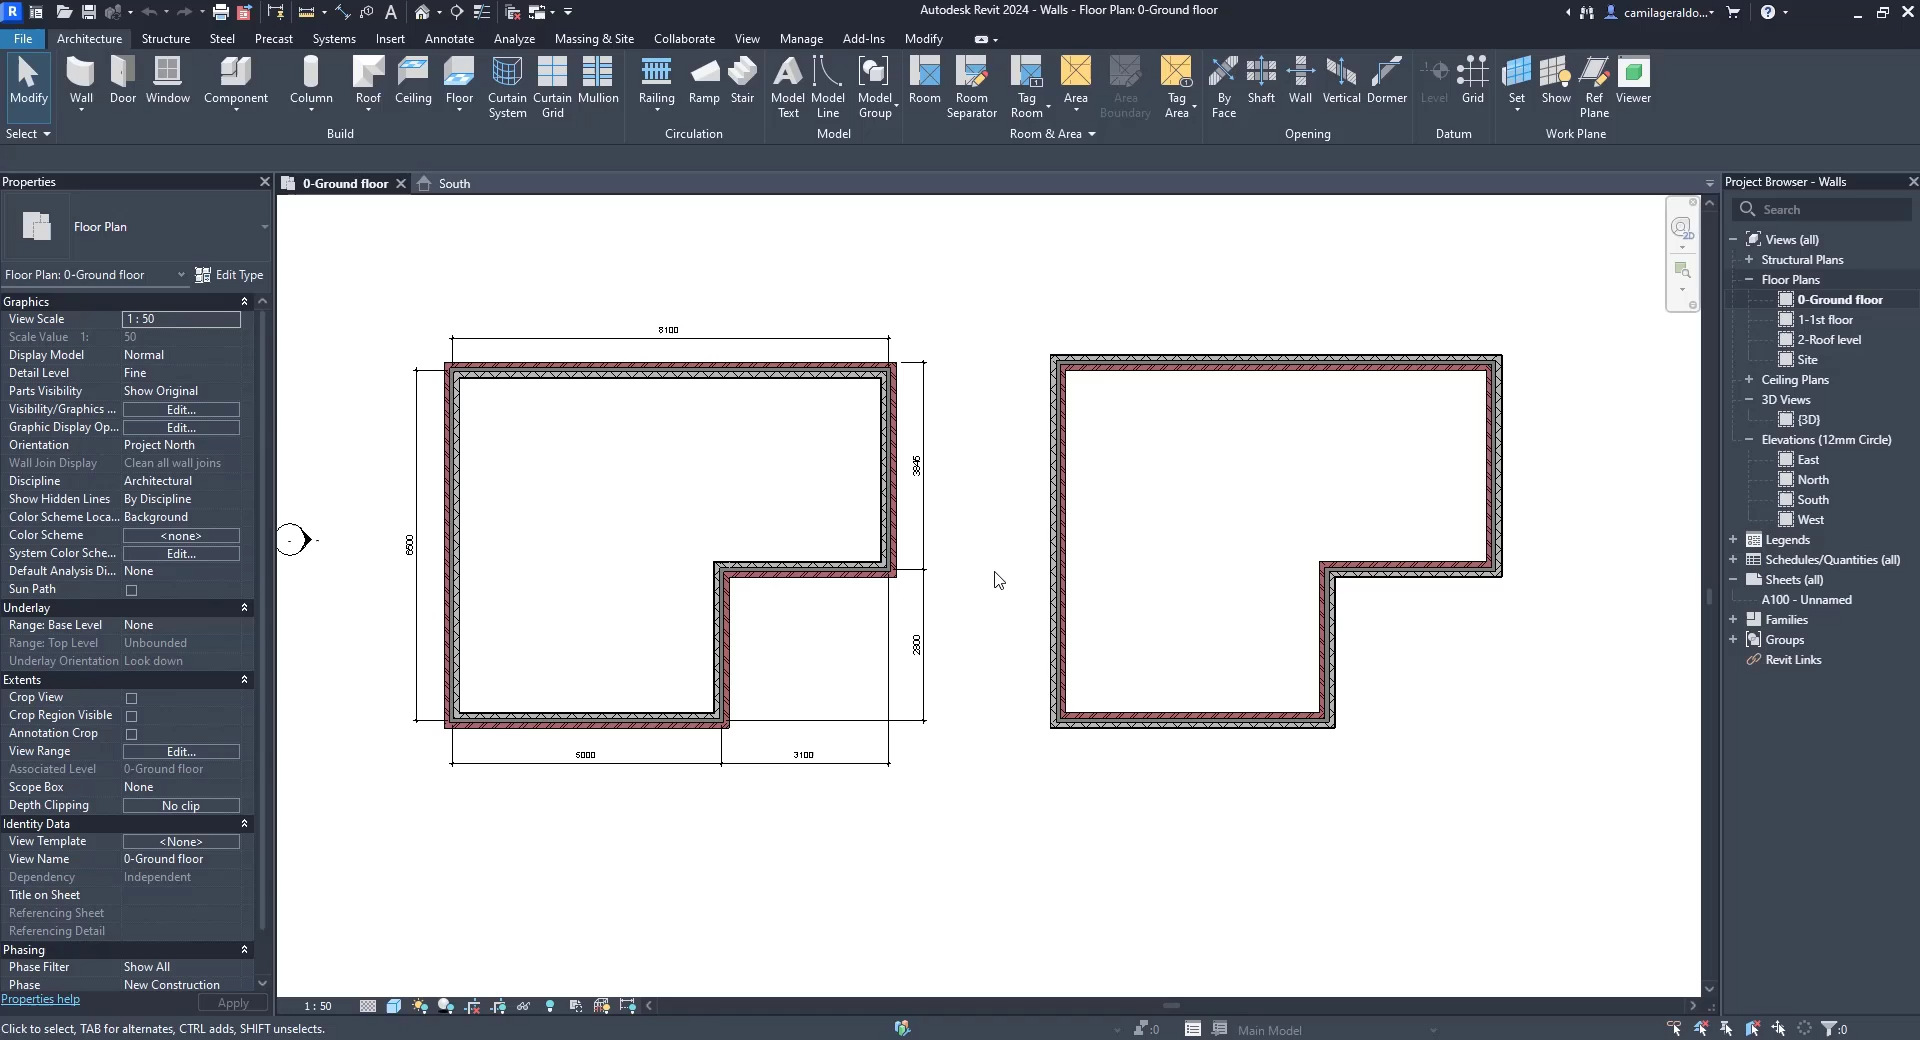 Autodesk Revit 2024 - Walls - Floor Plan: 0-Ground floor
camilageraldo...
File Architecture Structure Steel Precast Systems Insert Annotate Analyze Massing & Site Collaborate View Manage Add-Ins Modify
Modify Wall Door Window Component Column Roof Ceiling Floor Curtain System Curtain Grid Mullion Railing Ramp Stair Model Text Model Line Model Group Room Room Separator Tag Room Area Area Boundary Tag Area By Face Shaft Wall Vertical Dormer Level Grid Set Show Ref Plane Viewer
Select Build Circulation Model Room & Area Opening Datum Work Plane
Properties
0-Ground floor South
Project Browser - Walls
Floor Plan
Floor Plan: 0-Ground floor Edit Type
Graphics
View Scale 1 : 50
Scale Value 1: 50
Display Model Normal
Detail Level Fine
Parts Visibility Show Original
Visibility/Graphics ... Edit...
Graphic Display Op... Edit...
Orientation Project North
Wall Join Display Clean all wall joins
Discipline Architectural
Show Hidden Lines By Discipline
Color Scheme Loca... Background
Color Scheme <none>
System Color Sche... Edit...
Default Analysis Di... None
Sun Path
Underlay
Range: Base Level None
Range: Top Level Unbounded
Underlay Orientation Look down
Extents
Crop View
Crop Region Visible
Annotation Crop
View Range Edit...
Associated Level 0-Ground floor
Scope Box None
Depth Clipping No clip
Identity Data
View Template <None>
View Name 0-Ground floor
Dependency Independent
Title on Sheet
Referencing Sheet
Referencing Detail
Phasing
Phase Filter Show All
Phase New Construction
Properties help Apply
2D
8100
3845
6500
2800
5000 3100
Search
Views (all)
Structural Plans
Floor Plans
0-Ground floor
1-1st floor
2-Roof level
Site
Ceiling Plans
3D Views
{3D}
Elevations (12mm Circle)
East
North
South
West
Legends
Schedules/Quantities (all)
Sheets (all)
A100 - Unnamed
Families
Groups
Revit Links
1 : 50
Click to select, TAB for alternates, CTRL adds, SHIFT unselects.
:0
Main Model
:0